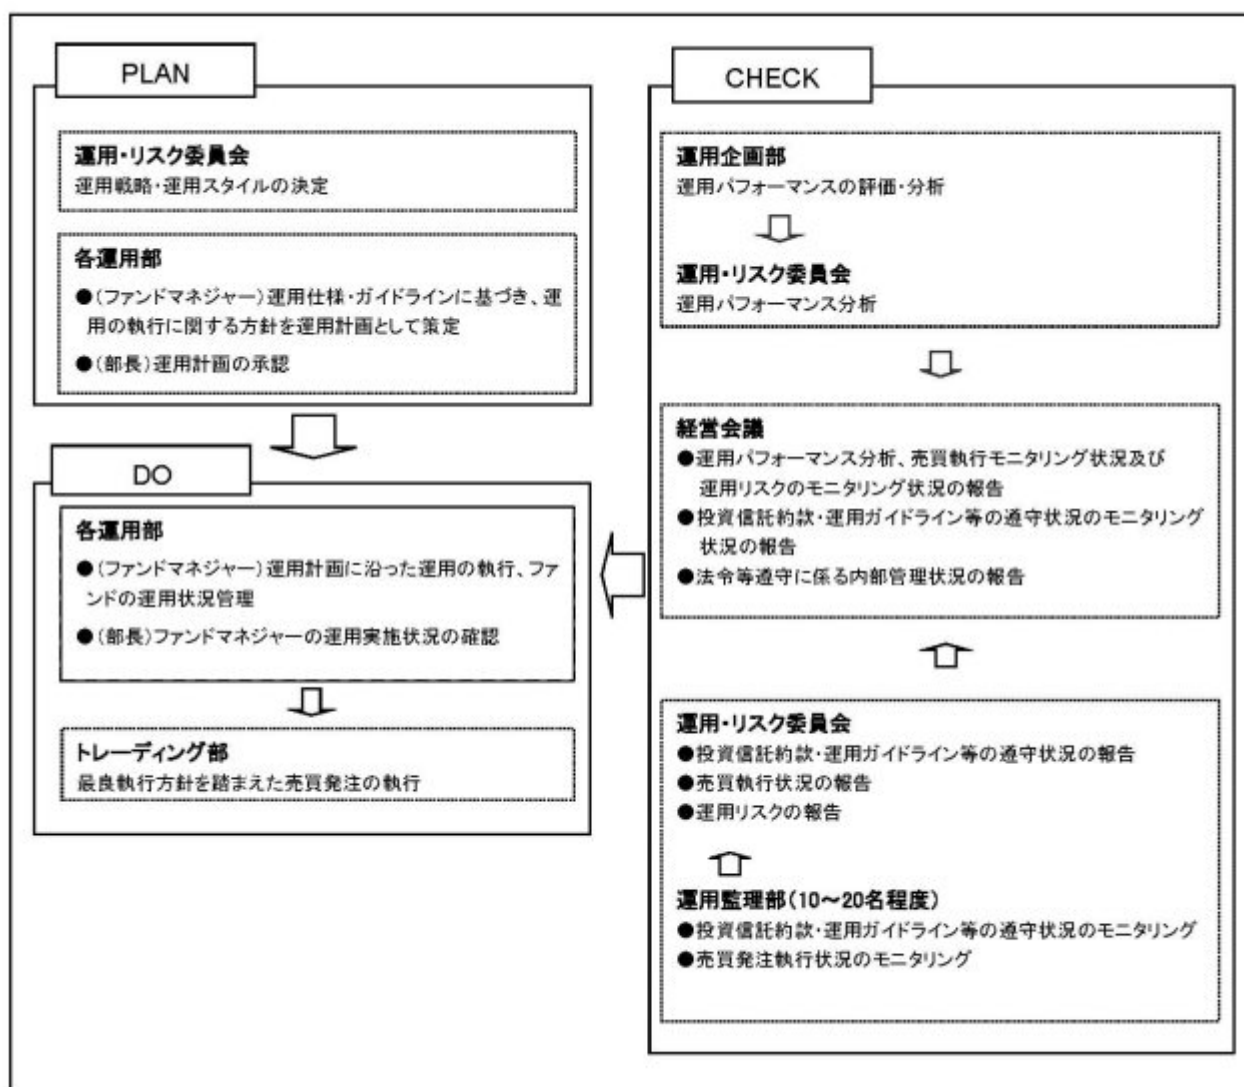 PLAN
運用・リスク委員会
運用戦略・運用スタイルの決定
各運用部
●(ファンドマネジャー)運用仕様・ガイドラインに基づき、運
用の執行に関する方針を運用計画として策定
●(部長)運用計画の承認
DO
各運用部
●(ファンドマネジャー)運用計画に沿った運用の執行、ファ
ンドの運用状況管理
●(部長)ファンドマネジャーの運用実施状況の確認
トレーディング部
最良執行方針を踏まえた売買発注の執行
CHECK
運用企画部
運用パフォーマンスの評価・分析
運用・リスク委員会
運用パフォーマンス分析
経営会議
●運用パフォーマンス分析、売買執行モニタリング状況及び
運用リスクのモニタリング状況の報告
●投資信託約款・運用ガイドライン等の遵守状況のモニタリング
状況の報告
●法令等遵守に係る内部管理状況の報告
運用・リスク委員会
●投資信託約款・運用ガイドライン等の遵守状況の報告
●売買執行状況の報告
●運用リスクの報告
運用監理部(10～20名程度)
●投資信託約款・運用ガイドライン等の遵守状況のモニタリング
●売買発注執行状況のモニタリング